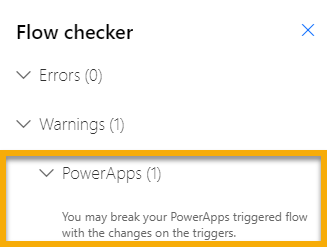 Flow checker
Errors (0)
Warnings (1)
PowerApps (1)
You may break your PowerApps triggered flow
with the changes on the triggers.